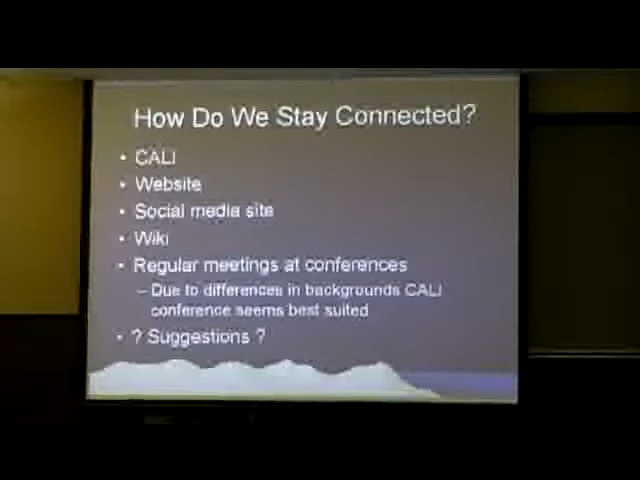 How Do We Stay Connected?
• CALI
• Website
• Social media site
• Wiki
• Regular meetings at conferences
– Due to differences in backgrounds CALI
conference seems best suited
• ? Suggestions ?